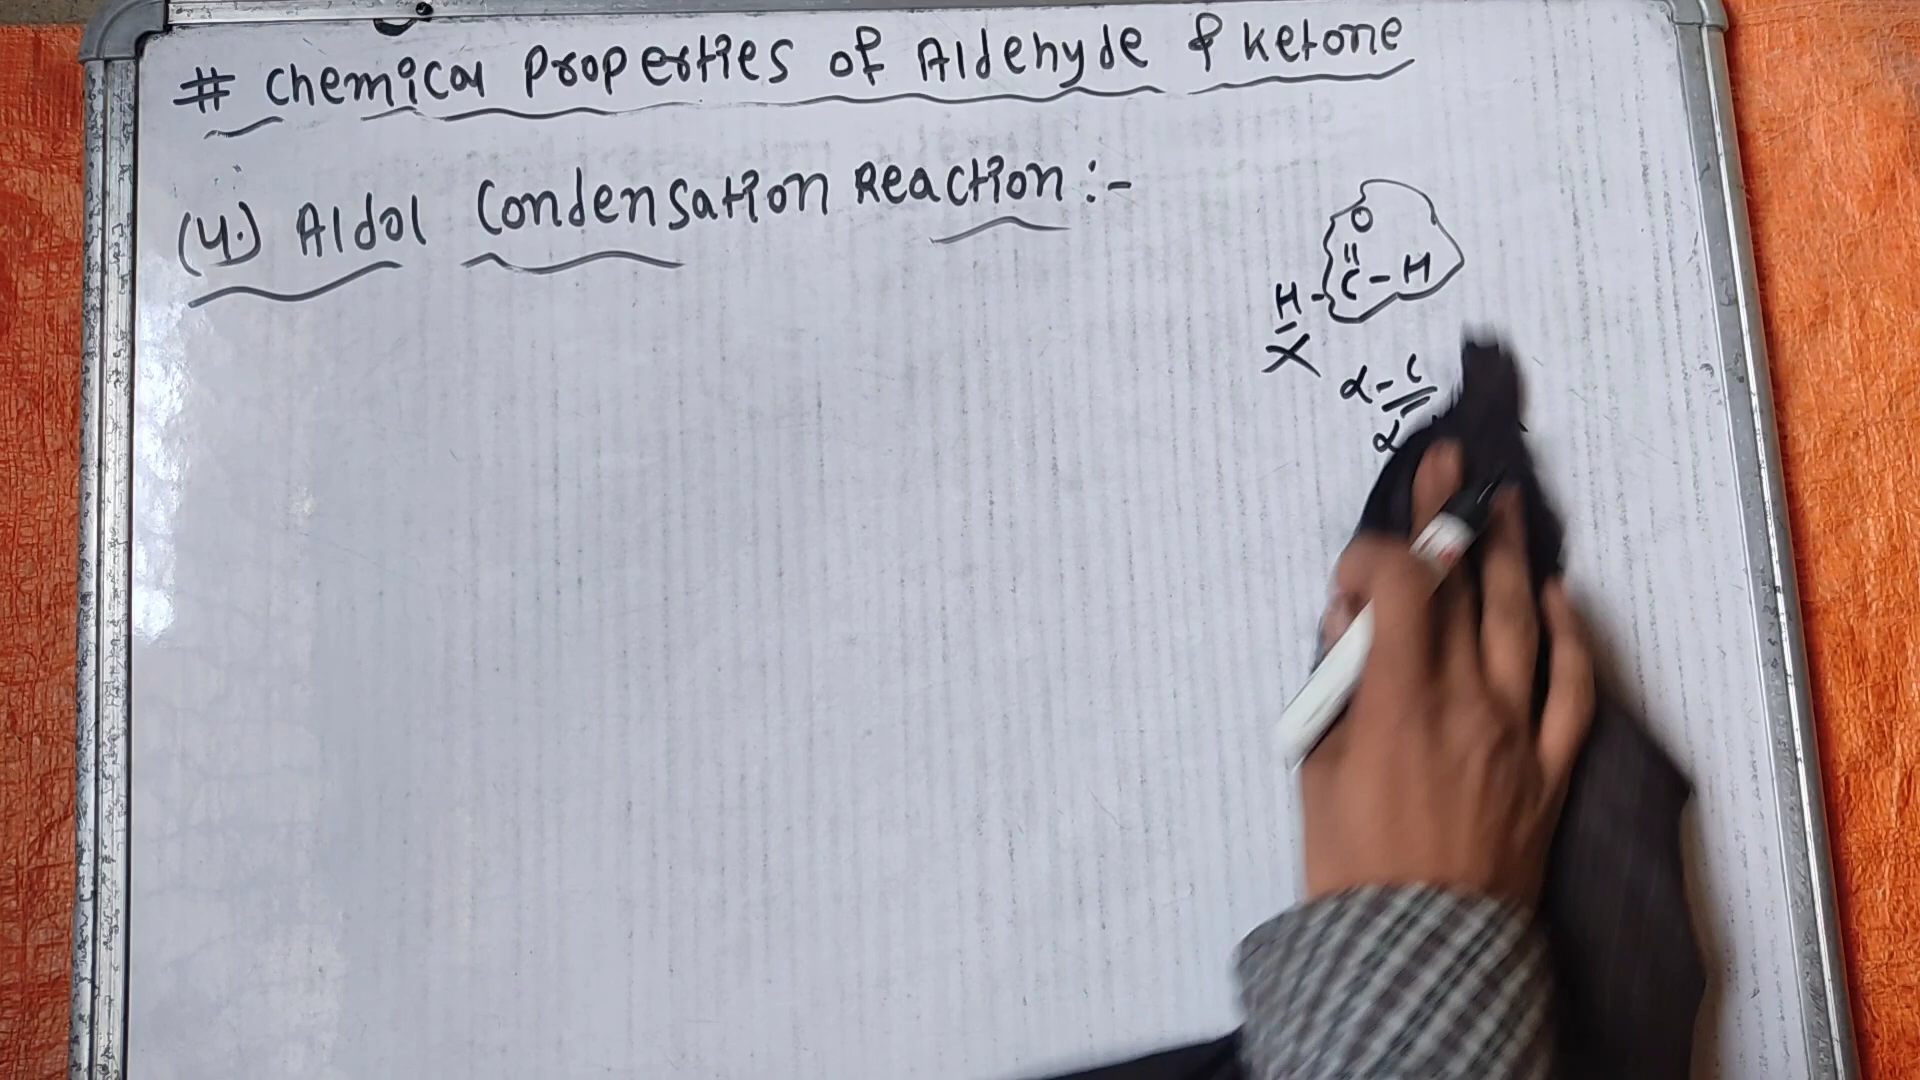 # Chemical Properties of Aldehyde & Ketone
(4.) Aldol Condensation Reaction :-
O
||
H - C - H
X
α - C
α